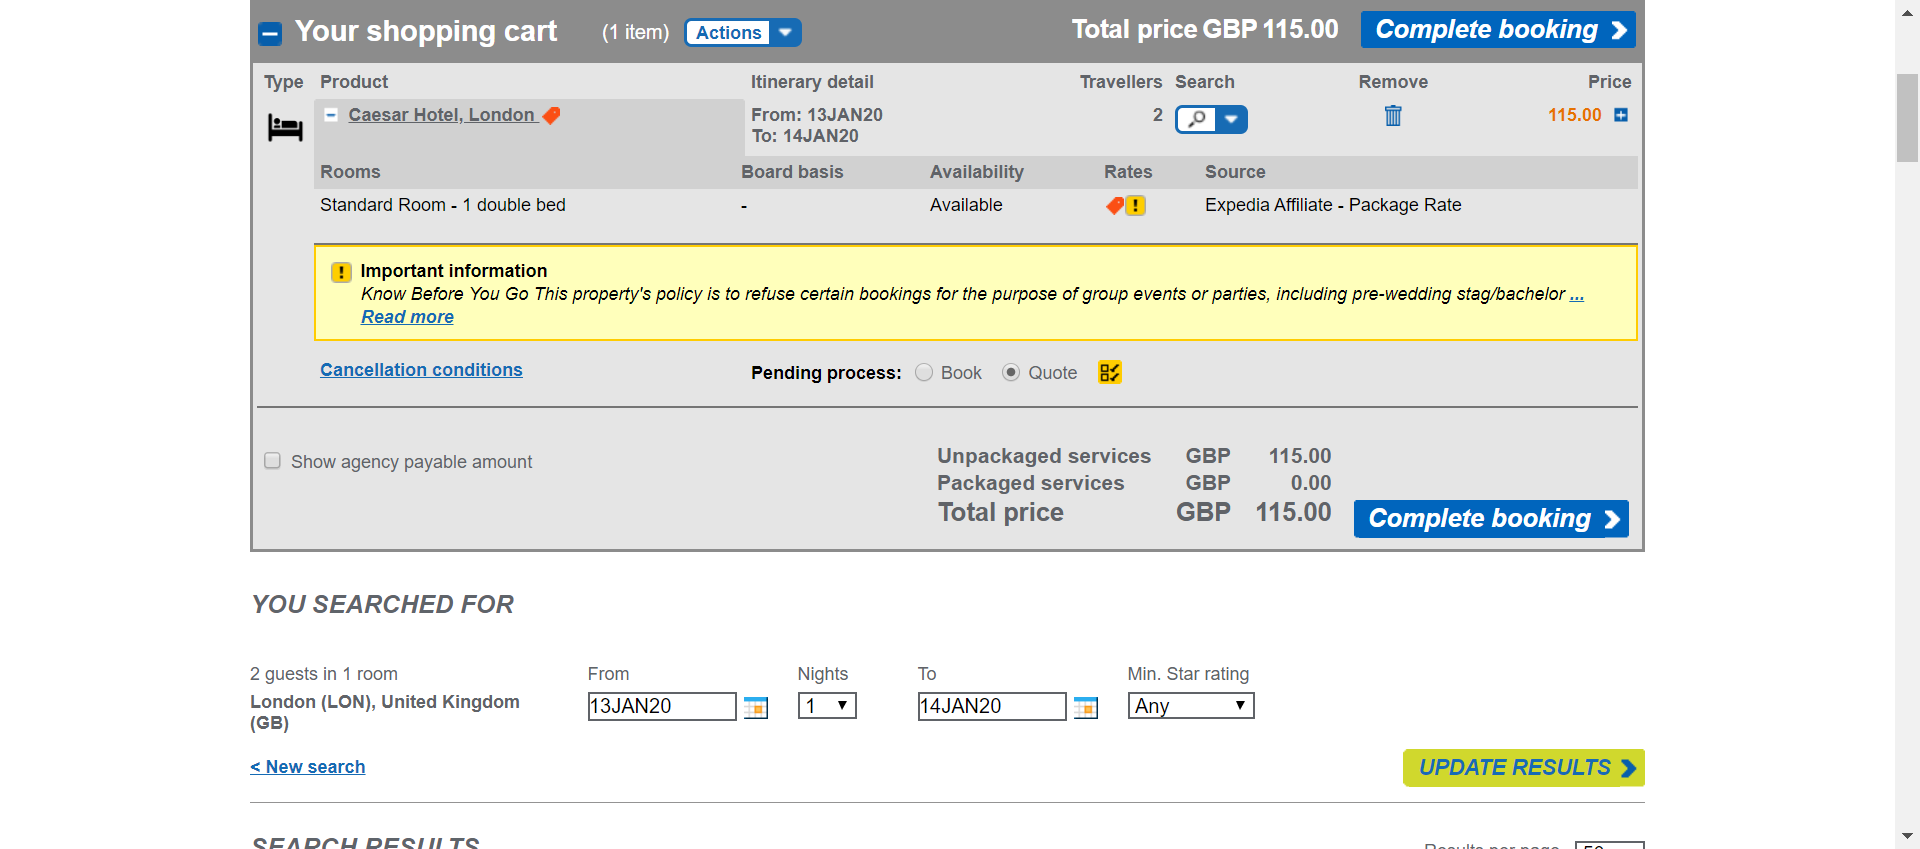 Your shopping cart (1 item) Actions Total price GBP 115.00 Complete booking
Type Product Itinerary detail Travellers Search Remove Price
Caesar Hotel, London From: 13JAN20 2 115.00
To: 14JAN20
Rooms Board basis Availability Rates Source
Standard Room - 1 double bed - Available Expedia Affiliate - Package Rate
Important information
Know Before You Go This property's policy is to refuse certain bookings for the purpose of group events or parties, including pre-wedding stag/bachelor ...
Read more
Cancellation conditions Pending process: Book Quote
Show agency payable amount Unpackaged services GBP 115.00
Packaged services GBP 0.00
Total price GBP 115.00 Complete booking
YOU SEARCHED FOR
2 guests in 1 room From Nights To Min. Star rating
London (LON), United Kingdom 13JAN20 1 14JAN20 Any
(GB)
< New search UPDATE RESULTS
SEARCH RESULTS Results per page 50